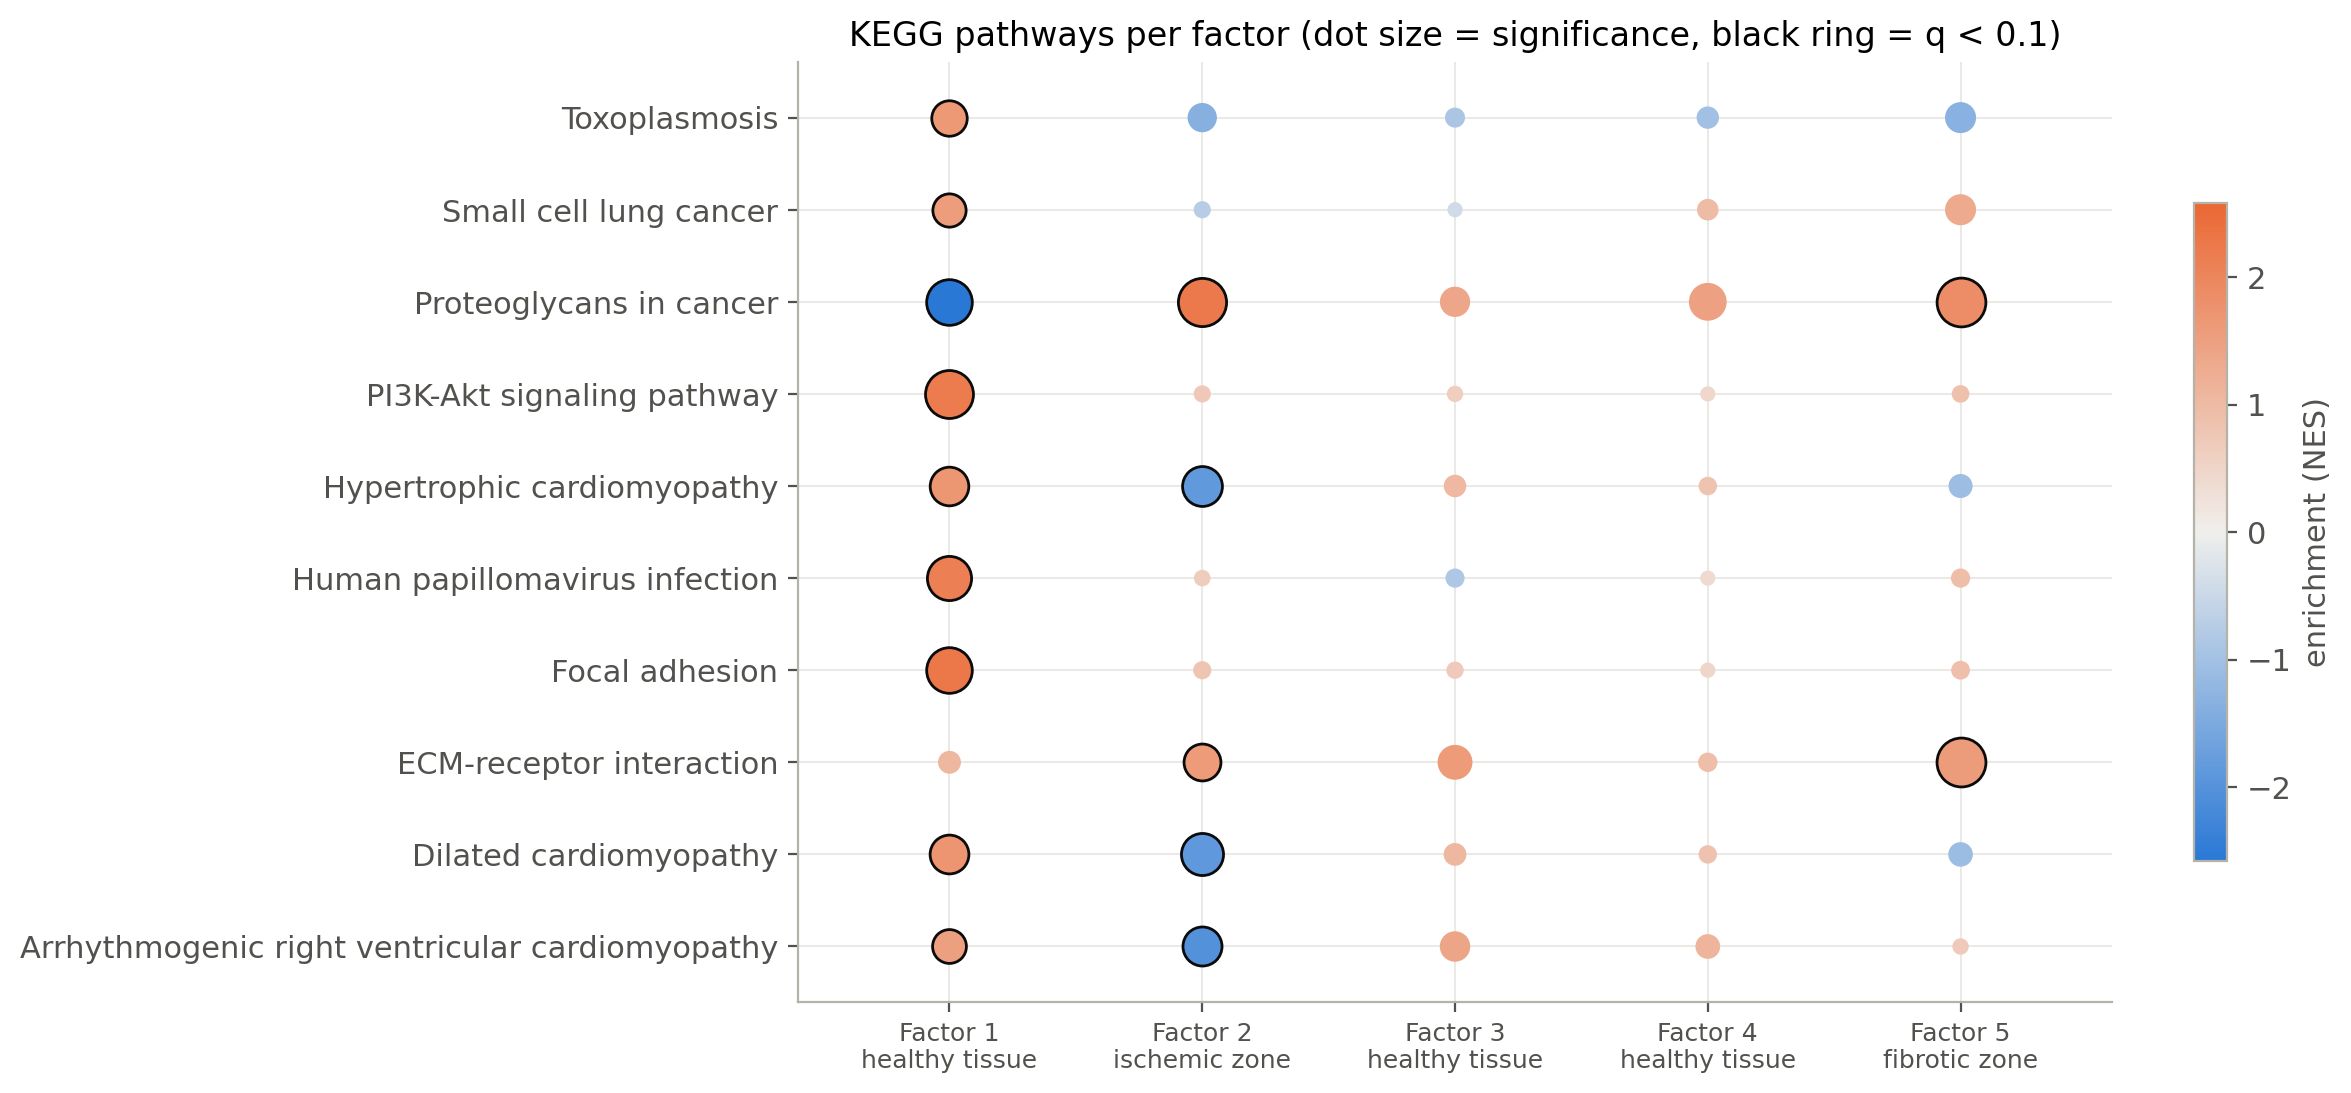 KEGG pathways per factor (dot size = significance, black ring = q < 0.1)
Toxoplasmosis
Small cell lung cancer
Proteoglycans in cancer
PI3K-Akt signaling pathway
Hypertrophic cardiomyopathy
Human papillomavirus infection
Focal adhesion
ECM-receptor interaction
Dilated cardiomyopathy
Arrhythmogenic right ventricular cardiomyopathy
Factor 1
healthy tissue
Factor 2
ischemic zone
Factor 3
healthy tissue
Factor 4
healthy tissue
Factor 5
fibrotic zone
2
1
0
−1
−2
enrichment (NES)